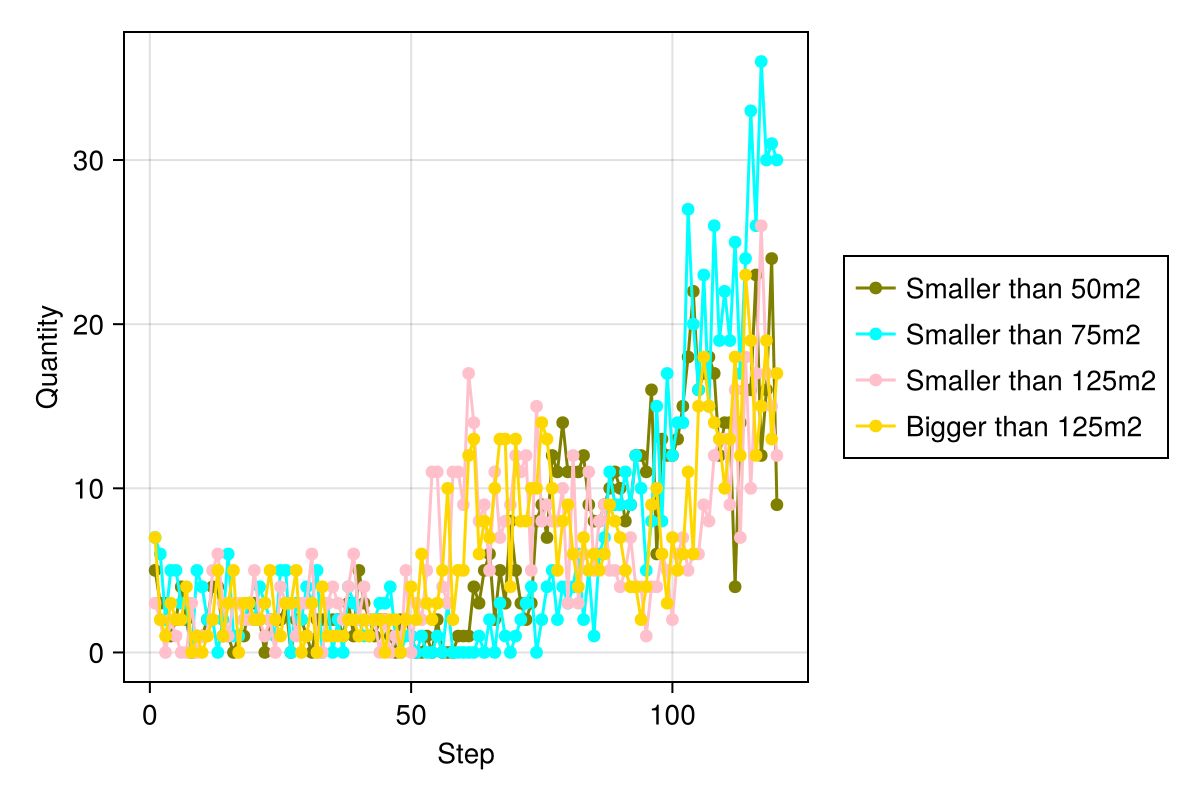 30
20
10
0
Quantity
0
50
100
Step
Smaller than 50m2
Smaller than 75m2
Smaller than 125m2
Bigger than 125m2